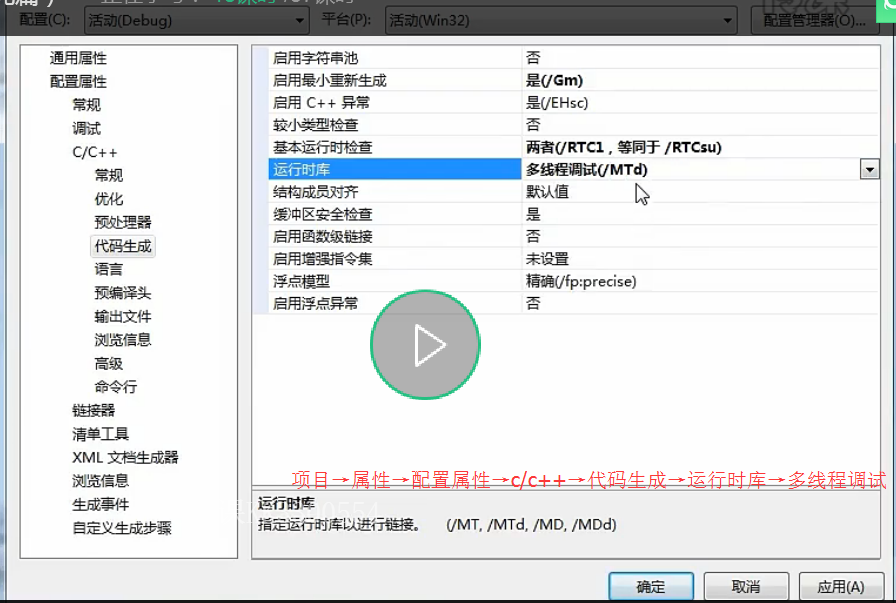 配置(C): 活动(Debug) 平台(P): 活动(Win32) 配置管理器(O)...
通用属性
配置属性
常规
调试
C/C++
常规
优化
预处理器
代码生成
语言
预编译头
输出文件
浏览信息
高级
命令行
链接器
清单工具
XML 文档生成器
浏览信息
生成事件
自定义生成步骤
启用字符串池 否
启用最小重新生成 是(/Gm)
启用 C++ 异常 是(/EHsc)
较小类型检查 否
基本运行时检查 两者(/RTC1，等同于 /RTCsu)
运行时库 多线程调试(/MTd)
结构成员对齐 默认值
缓冲区安全检查 是
启用函数级链接 否
启用增强指令集 未设置
浮点模型 精确(/fp:precise)
启用浮点异常 否
项目→属性→配置属性→c/c++→代码生成→运行时库→多线程调试
运行时库
指定运行时库以进行链接。 (/MT, /MTd, /MD, /MDd)
确定 取消 应用(A)